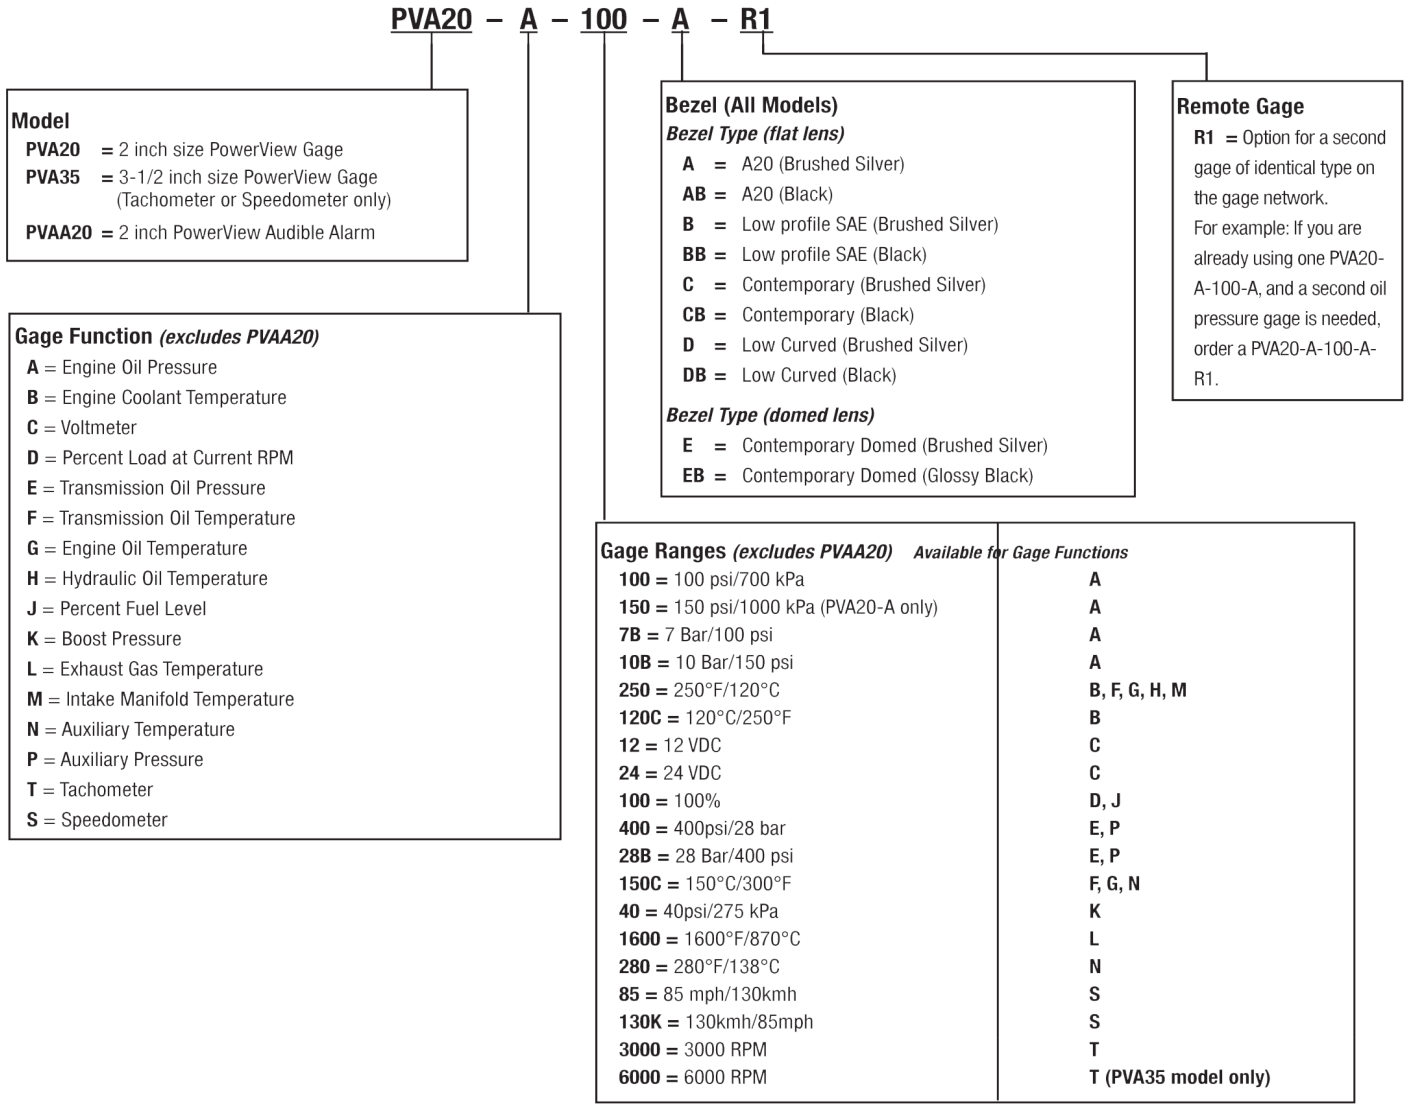 PVA20 – A – 100 – A – R1
Model
PVA20 = 2 inch size PowerView Gage
PVA35 = 3-1/2 inch size PowerView Gage
(Tachometer or Speedometer only)
PVAA20 = 2 inch PowerView Audible Alarm
Gage Function (excludes PVAA20)
A = Engine Oil Pressure
B = Engine Coolant Temperature
C = Voltmeter
D = Percent Load at Current RPM
E = Transmission Oil Pressure
F = Transmission Oil Temperature
G = Engine Oil Temperature
H = Hydraulic Oil Temperature
J = Percent Fuel Level
K = Boost Pressure
L = Exhaust Gas Temperature
M = Intake Manifold Temperature
N = Auxiliary Temperature
P = Auxiliary Pressure
T = Tachometer
S = Speedometer
Bezel (All Models)
Bezel Type (flat lens)
A = A20 (Brushed Silver)
AB = A20 (Black)
B = Low profile SAE (Brushed Silver)
BB = Low profile SAE (Black)
C = Contemporary (Brushed Silver)
CB = Contemporary (Black)
D = Low Curved (Brushed Silver)
DB = Low Curved (Black)
Bezel Type (domed lens)
E = Contemporary Domed (Brushed Silver)
EB = Contemporary Domed (Glossy Black)
Remote Gage
R1 = Option for a second
gage of identical type on
the gage network.
For example: If you are
already using one PVA20-
A-100-A, and a second oil
pressure gage is needed,
order a PVA20-A-100-A-
R1.
Gage Ranges (excludes PVAA20) Available for Gage Functions
100 = 100 psi/700 kPa A
150 = 150 psi/1000 kPa (PVA20-A only) A
7B = 7 Bar/100 psi A
10B = 10 Bar/150 psi A
250 = 250°F/120°C B, F, G, H, M
120C = 120°C/250°F B
12 = 12 VDC C
24 = 24 VDC C
100 = 100% D, J
400 = 400psi/28 bar E, P
28B = 28 Bar/400 psi E, P
150C = 150°C/300°F F, G, N
40 = 40psi/275 kPa K
1600 = 1600°F/870°C L
280 = 280°F/138°C N
85 = 85 mph/130kmh S
130K = 130kmh/85mph S
3000 = 3000 RPM T
6000 = 6000 RPM T (PVA35 model only)